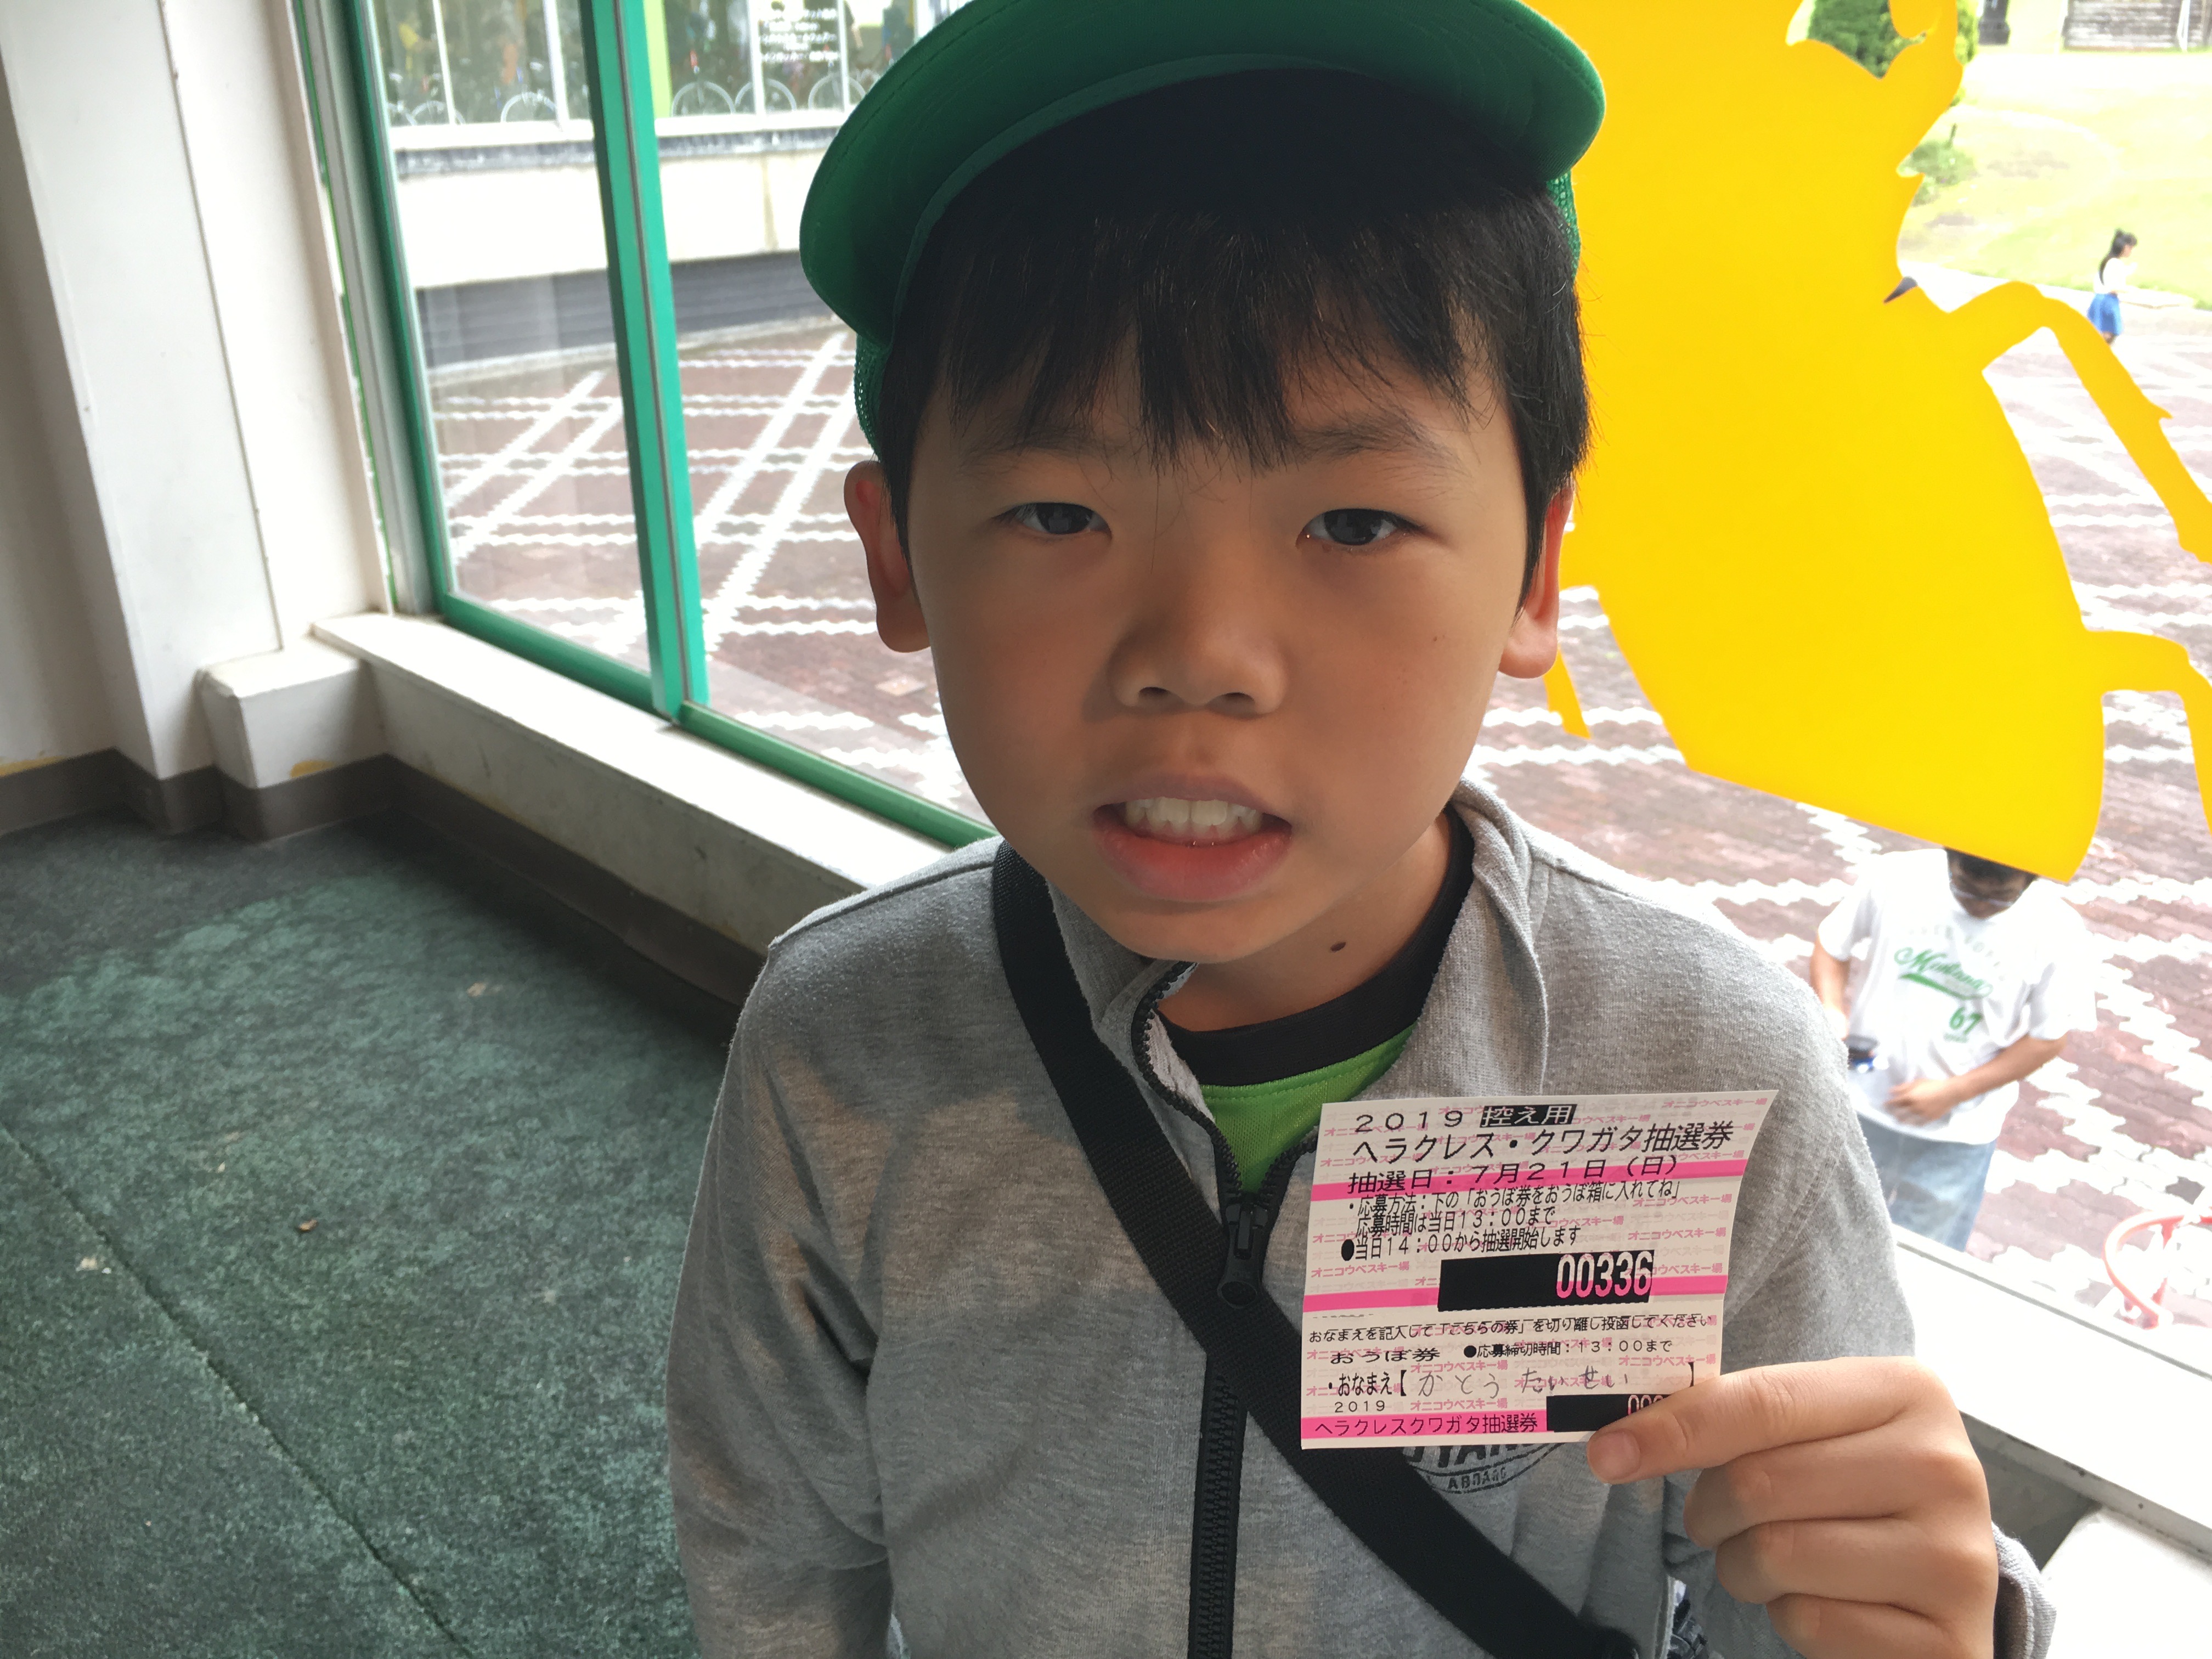 2019 控え用
ヘラクレス・クワガタ抽選券
抽選日：7月21日（日）
・応募方法：下の「おうぼ券をおうぼ箱に入れてね」
応募時間は当日13：00まで
●当日14：00から抽選開始します
00336
おなまえを記入して「こちらの券」を切り離し投函してください
おうぼ券 ●応募締切時間：13：00まで
・おなまえ【かとう たいせい】
2019
ヘラクレスクワガタ抽選券
オニコウベスキー場
ABOARD
67